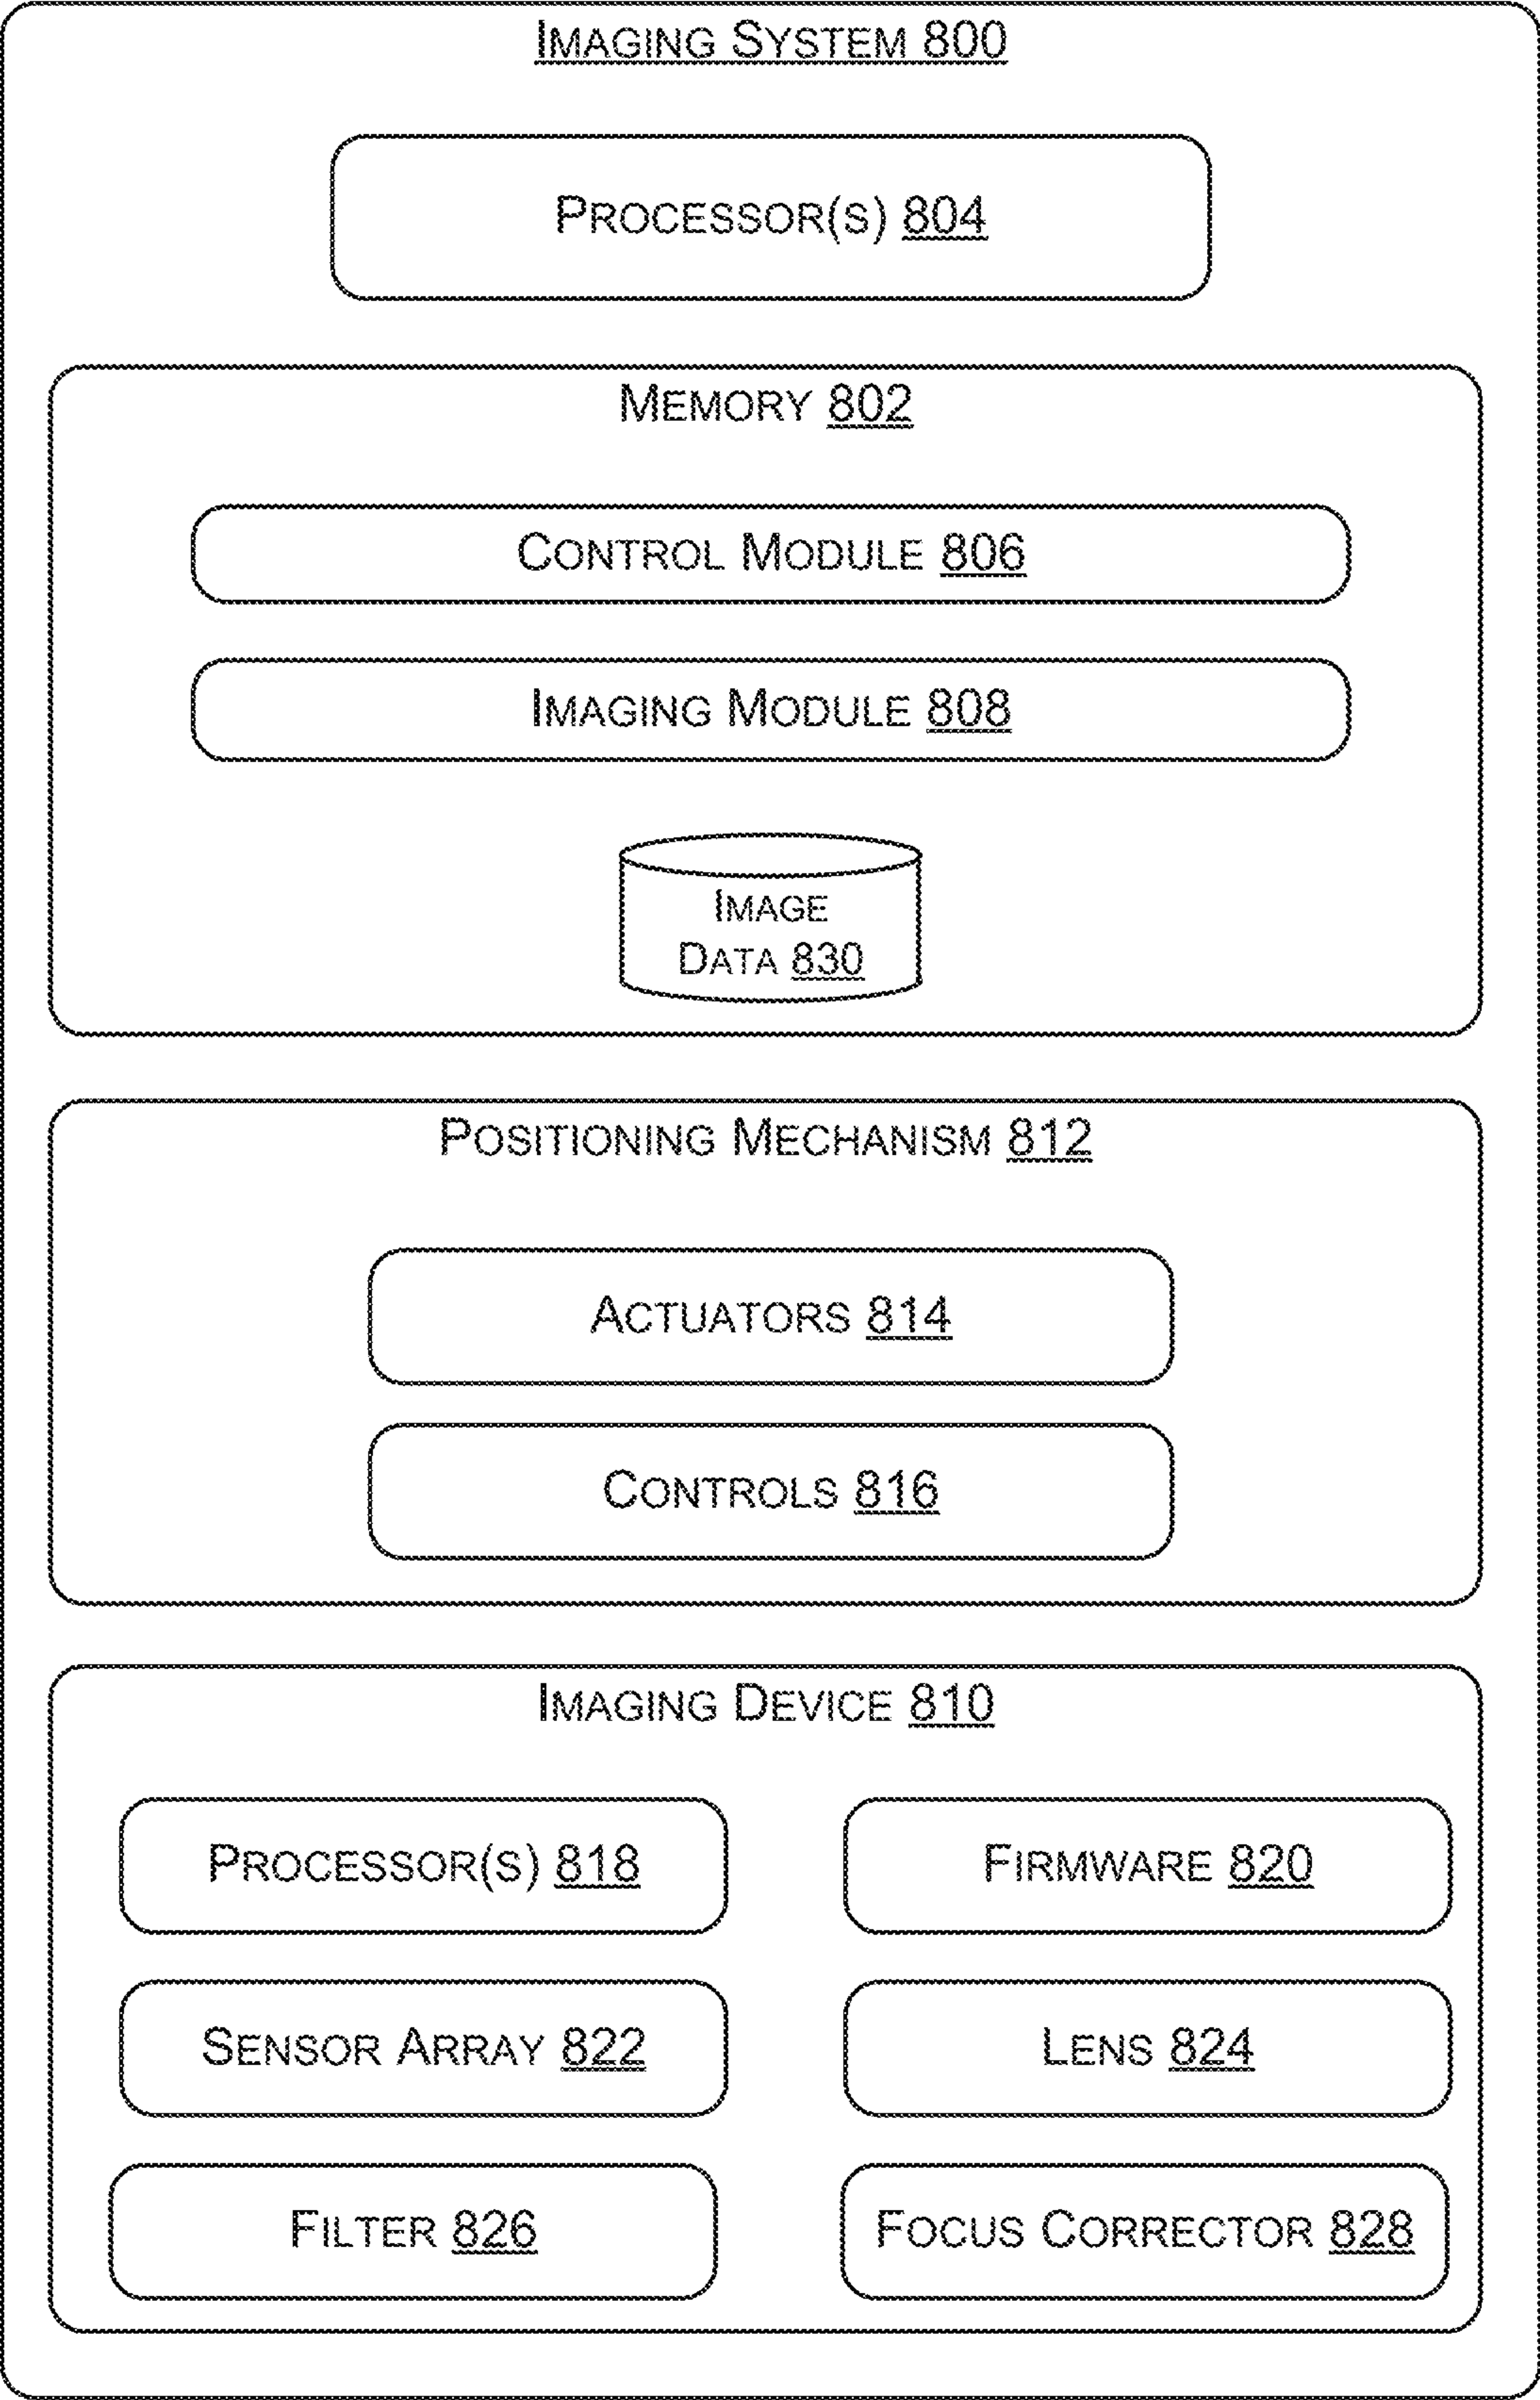 IMAGING SYSTEM 800
PROCESSOR(S) 804
MEMORY 802
CONTROL MODULE 806
IMAGING MODULE 808
IMAGE
DATA 830
POSITIONING MECHANISM 812
ACTUATORS 814
CONTROLS 816
IMAGING DEVICE 810
PROCESSOR(S) 818
FIRMWARE 820
SENSOR ARRAY 822
LENS 824
FILTER 826
FOCUS CORRECTOR 828